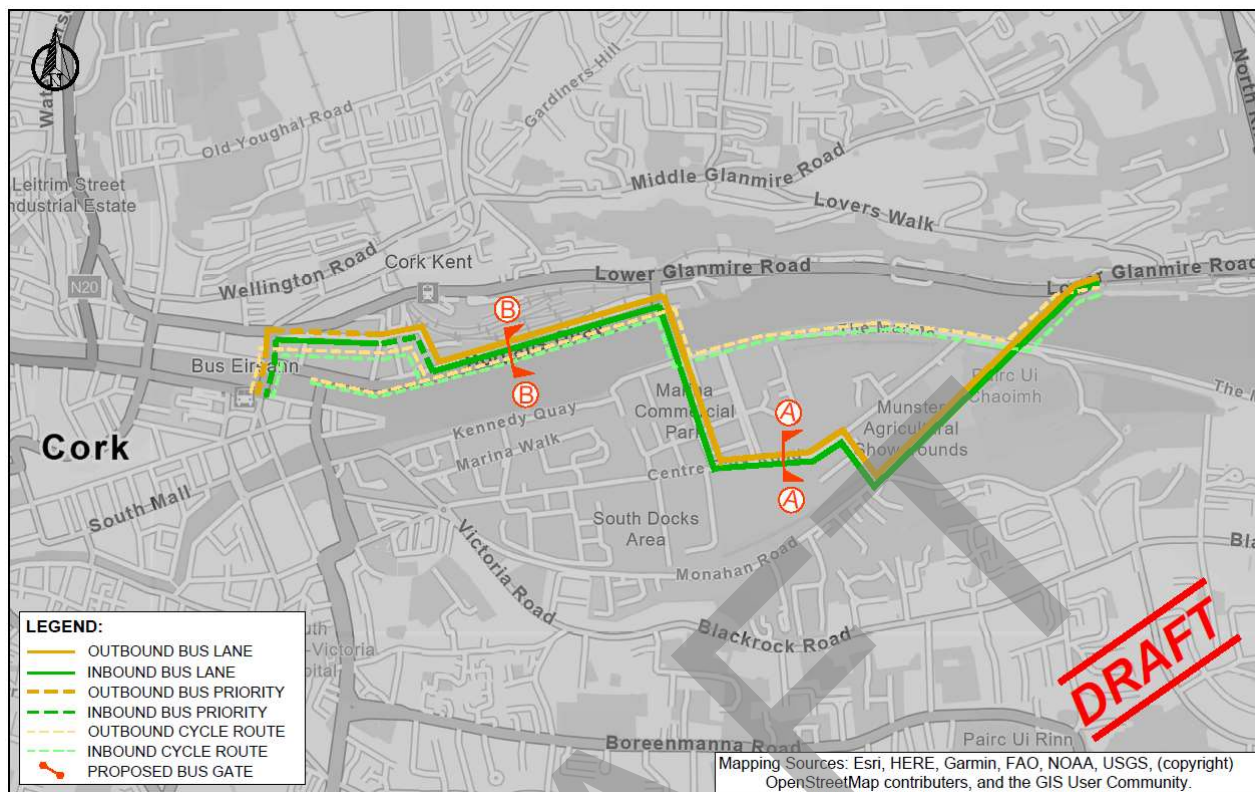 Old Youghal Road
Gardiners Hill
Leitrim Street
Industrial Estate
Middle Glanmire Road
Lovers Walk
N20
Wellington Road
Cork Kent
Lower Glanmire Road
Glanmire Road
B
B
The Marina
Bus Eireann
Pairc Ui
Chaoimh
Kennedy Quay
Marina
Commercial
Park
A
Munster
Agricultural
Showgrounds
Cork
Marina Walk
A
South Mall
South Docks
Area
Victoria Road
Monahan Road
Blackrock Road
Boreenmanna Road
Pairc Ui Rinn
DRAFT
LEGEND:
OUTBOUND BUS LANE
INBOUND BUS LANE
OUTBOUND BUS PRIORITY
INBOUND BUS PRIORITY
OUTBOUND CYCLE ROUTE
INBOUND CYCLE ROUTE
PROPOSED BUS GATE
Mapping Sources: Esri, HERE, Garmin, FAO, NOAA, USGS, (copyright)
OpenStreetMap contributers, and the GIS User Community.